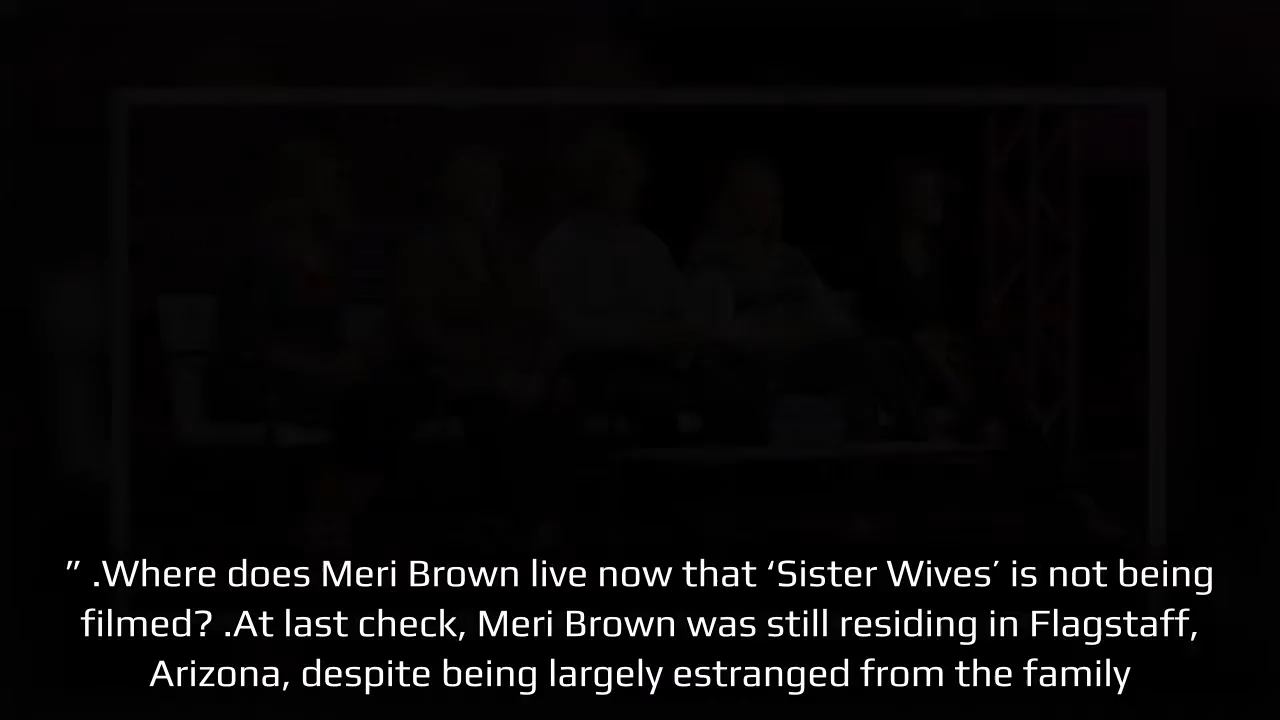 ” .Where does Meri Brown live now that ‘Sister Wives’ is not being
filmed? .At last check, Meri Brown was still residing in Flagstaff,
Arizona, despite being largely estranged from the family